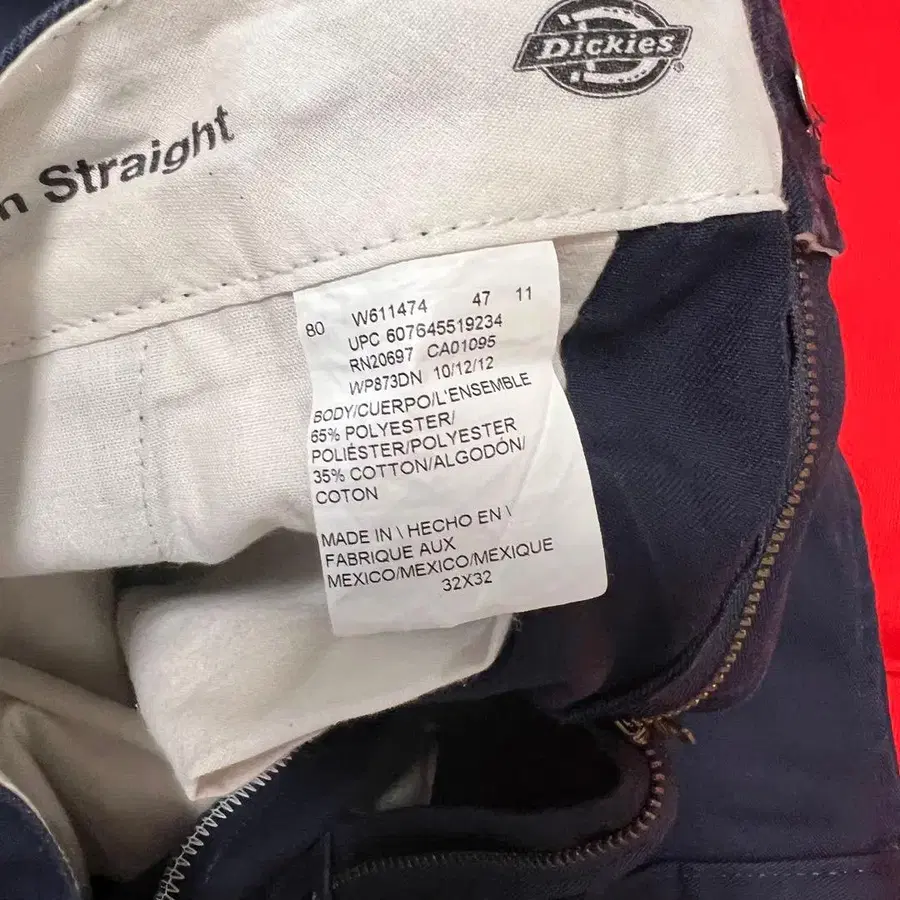 Dickies
®
Straight
80 W611474 47 11
UPC 607645519234
RN20697 CA01095
WP873DN 10/12/12
BODY/CUERPO/L'ENSEMBLE
65% POLYESTER/
POLIÉSTER/POLYESTER
35% COTTON/ALGODÓN/
COTON
MADE IN \ HECHO EN \
FABRIQUE AUX
MEXICO/MEXICO/MEXIQUE
32X32